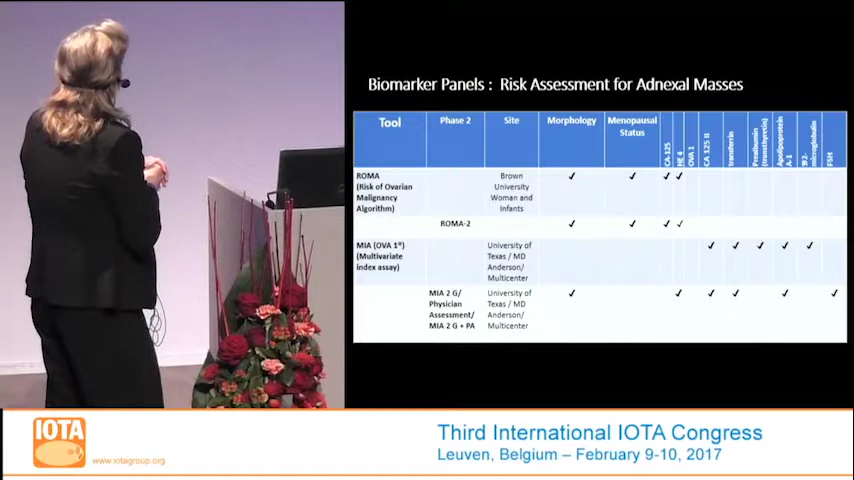 Biomarker Panels : Risk Assessment for Adnexal Masses
Tool
Phase 2
Site
Morphology
Menopausal
Status
CA-125
HE 4
OVA 1
CA 125 II
transferrin
Prealbumin
(transthyretin)
Apolipoprotein
A-1
B2-
microglobulin
FSH
ROMA
(Risk of Ovarian
Malignancy
Algorithm)
Brown
University
Woman and
Infants
✓ ✓ ✓ ✓
ROMA-2
✓ ✓ ✓ ✓
MIA (OVA 1®)
(Multivariate
index assay)
University of
Texas / MD
Anderson/
Multicenter
✓ ✓ ✓ ✓ ✓
MIA 2 G/
Physician
Assessment/
MIA 2 G + PA
University of
Texas / MD
Anderson/
Multicenter
✓ ✓ ✓ ✓ ✓ ✓
IOTA
www.iotagroup.org
Third International IOTA Congress
Leuven, Belgium – February 9-10, 2017